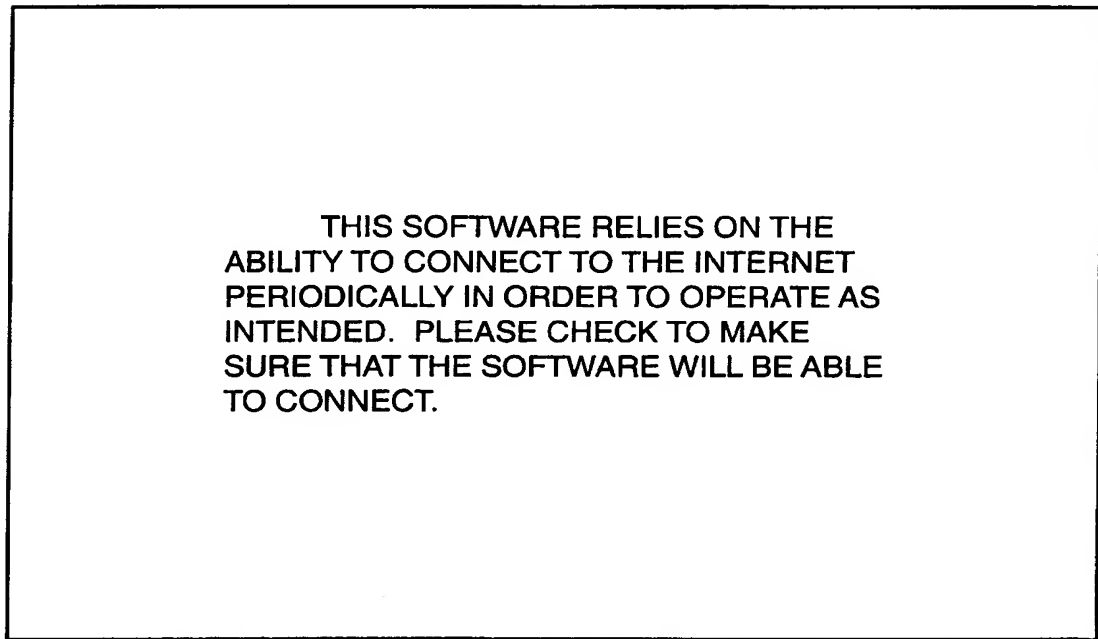 THIS SOFTWARE RELIES ON THE
ABILITY TO CONNECT TO THE INTERNET
PERIODICALLY IN ORDER TO OPERATE AS
INTENDED.  PLEASE CHECK TO MAKE
SURE THAT THE SOFTWARE WILL BE ABLE
TO CONNECT.